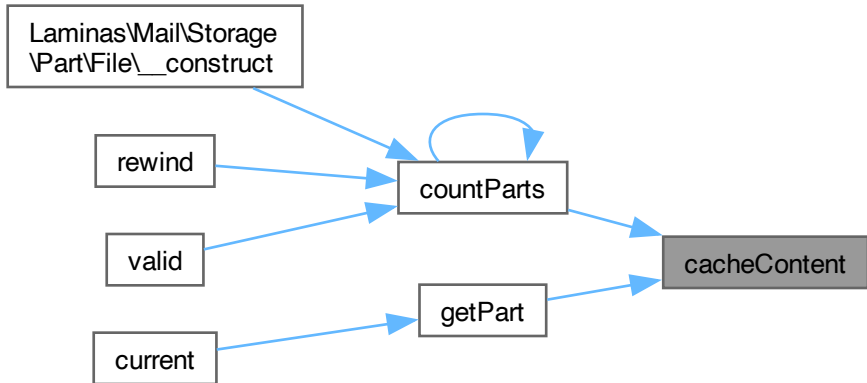 Laminas\Mail\Storage
\Part\File\__construct
rewind
countParts
valid
cacheContent
getPart
current